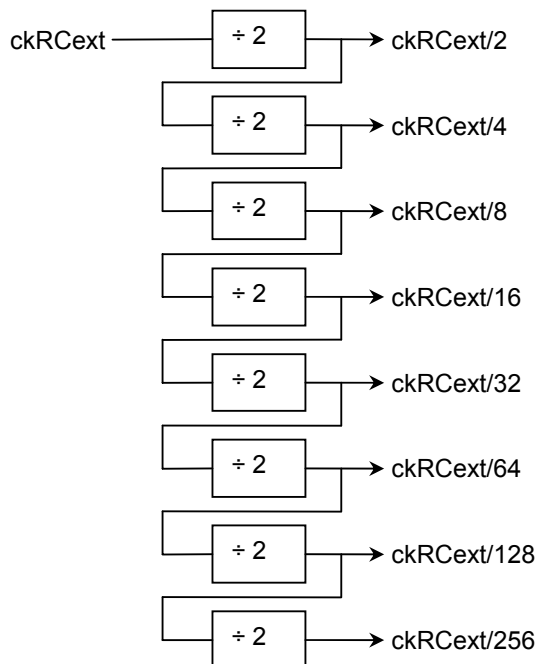 ckRCext ÷ 2 ckRCext/2
÷ 2 ckRCext/4
÷ 2 ckRCext/8
÷ 2 ckRCext/16
÷ 2 ckRCext/32
÷ 2 ckRCext/64
÷ 2 ckRCext/128
÷ 2 ckRCext/256